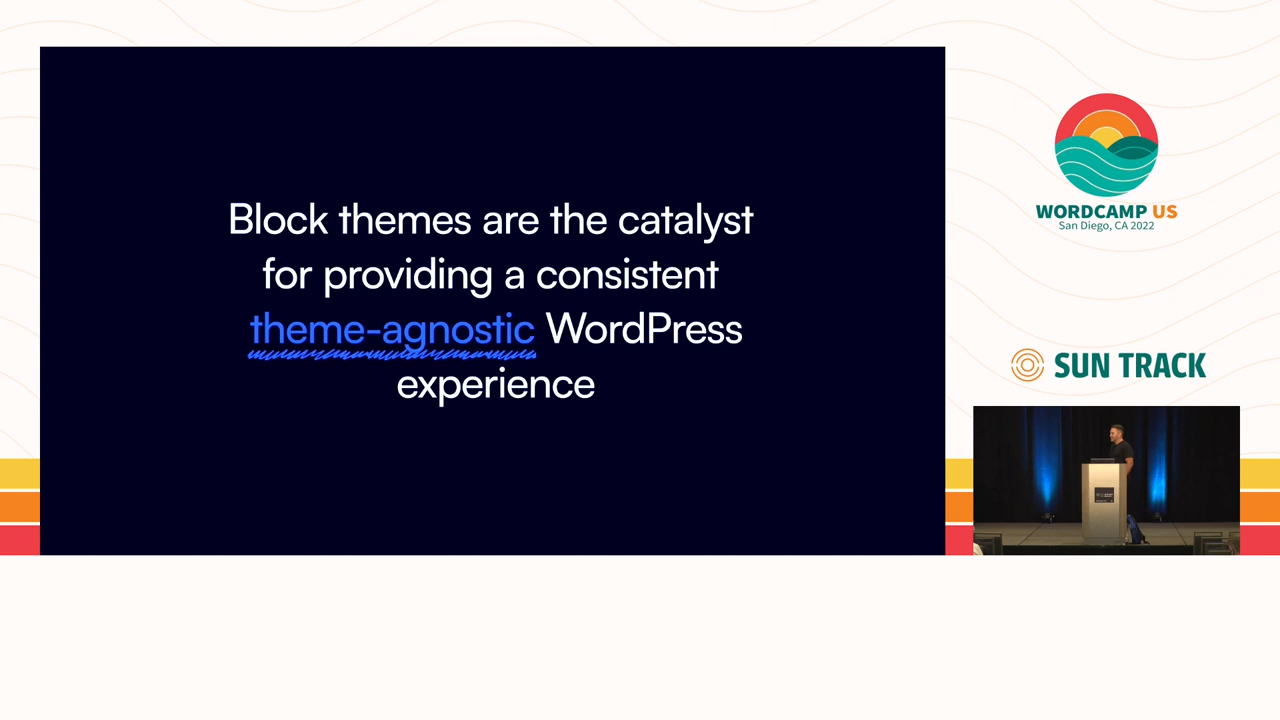 Block themes are the catalyst
for providing a consistent
theme-agnostic WordPress
experience
WORDCAMP US
San Diego, CA 2022
SUN TRACK